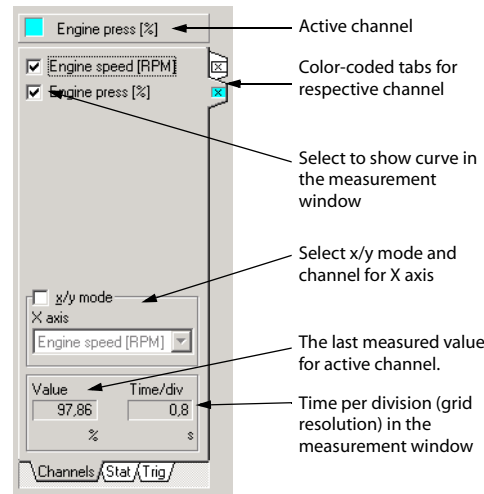 Engine press [%]
Active channel
Engine speed [RPM]
Engine press [%]
Color-coded tabs for
respective channel
Select to show curve in
the measurement
window
x/y mode
X axis
Engine speed [RPM]
Select x/y mode and
channel for X axis
Value Time/div
97,86 0,8
% s
The last measured value
for active channel.
Time per division (grid
resolution) in the
measurement window
Channels Stat Trig